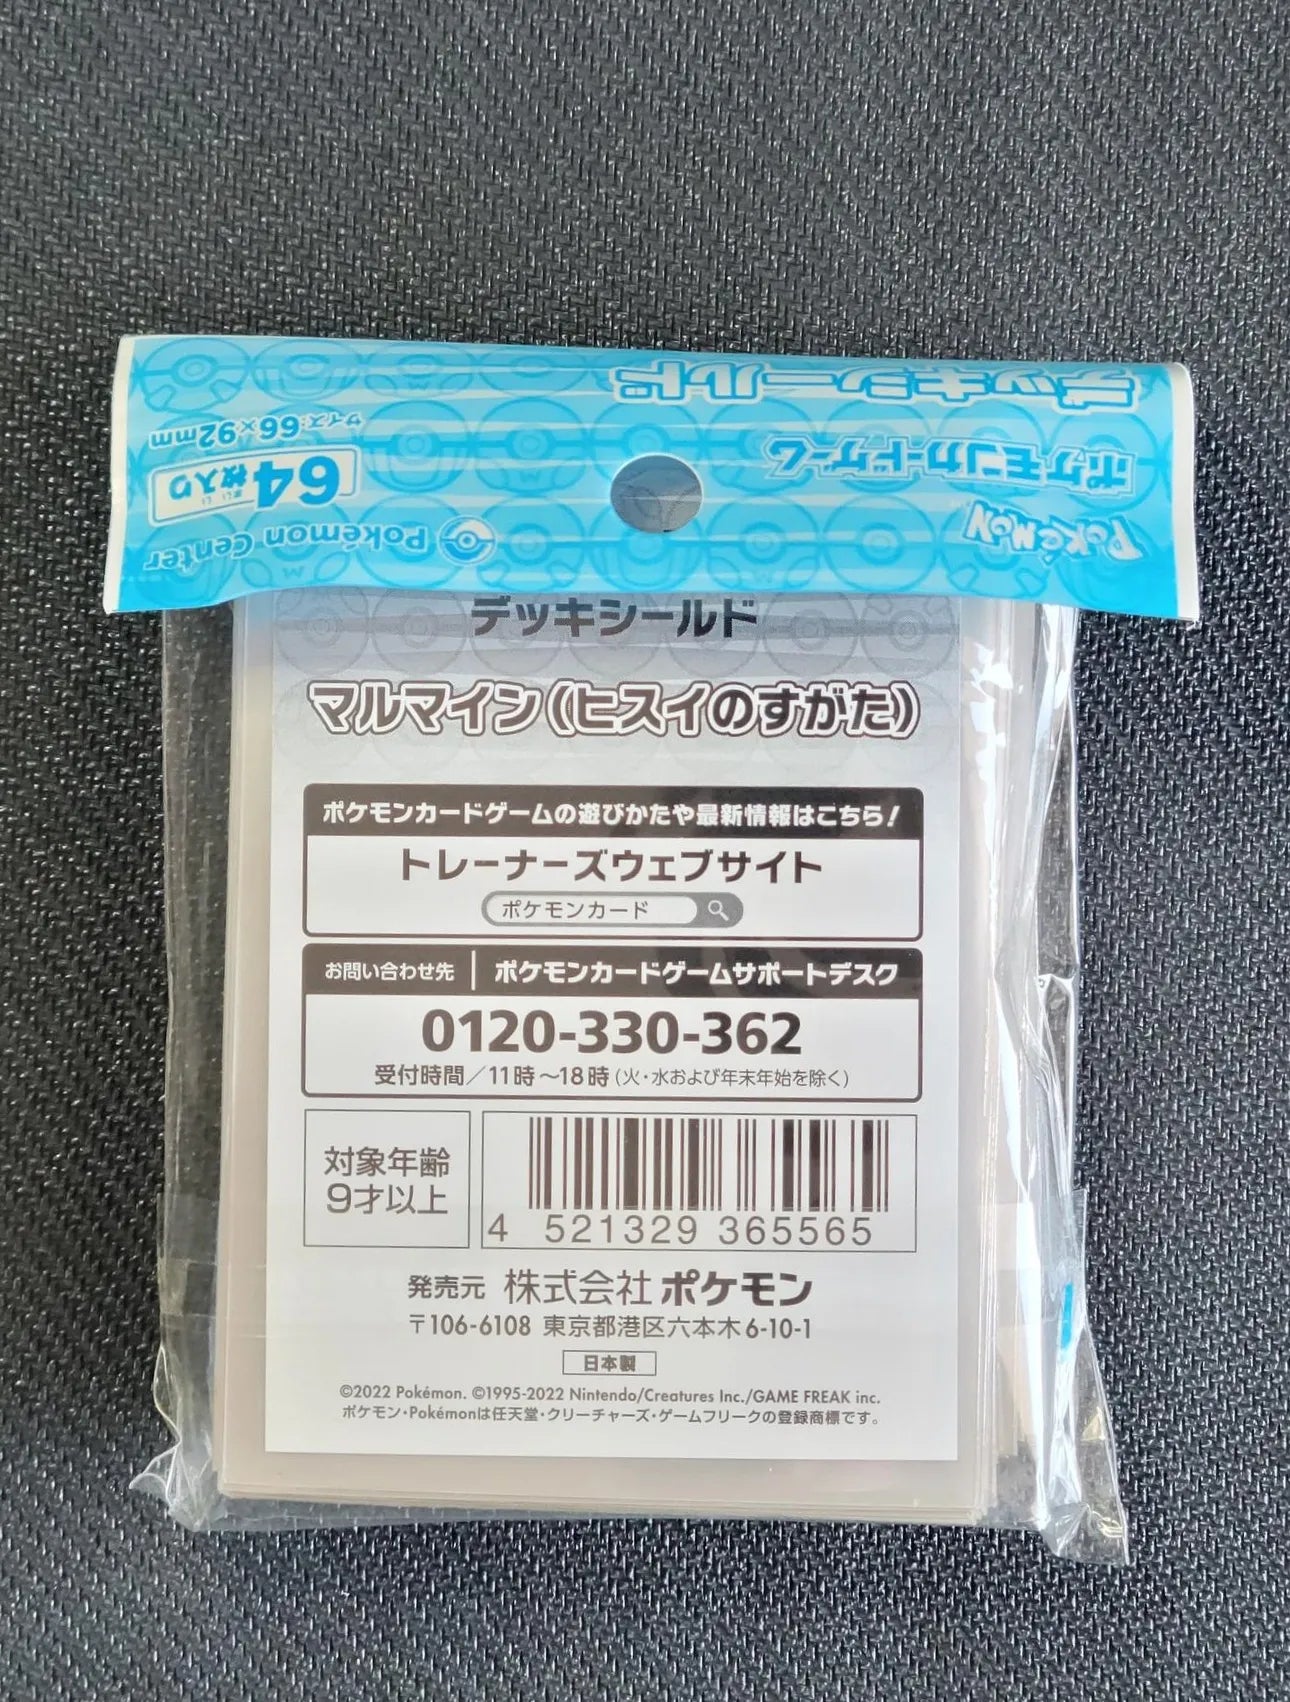 デッキシールド
ポケモンカードゲーム
POKéMON
サイズ:66×92mm
64枚入り
まい い
Pokémon Center
デッキシールド
マルマイン(ヒスイのすがた)
ポケモンカードゲームの遊びかたや最新情報はこちら!
トレーナーズウェブサイト
ポケモンカード
お問い合わせ先 | ポケモンカードゲームサポートデスク
0120-330-362
受付時間/11時~18時(火・水および年末年始を除く)
対象年齢
9才以上
4 521329 365565
発売元 株式会社ポケモン
〒106-6108 東京都港区六本木6-10-1
日本製
©2022 Pokémon. ©1995-2022 Nintendo/Creatures Inc./GAME FREAK inc.
ポケモン・Pokémonは任天堂・クリーチャーズ・ゲームフリークの登録商標です。